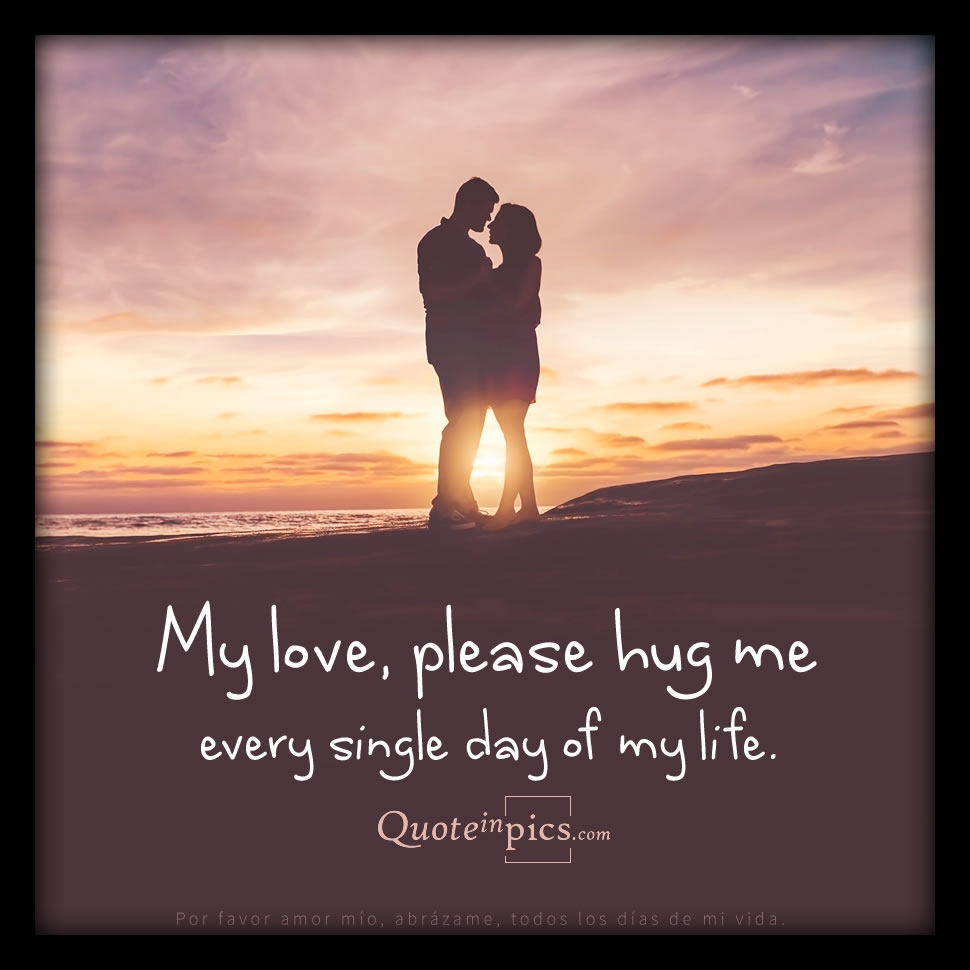 My love, please hug me
every single day of my life.
Quoteinpics.com
Por favor amor mío, abrázame, todos los días de mi vida.